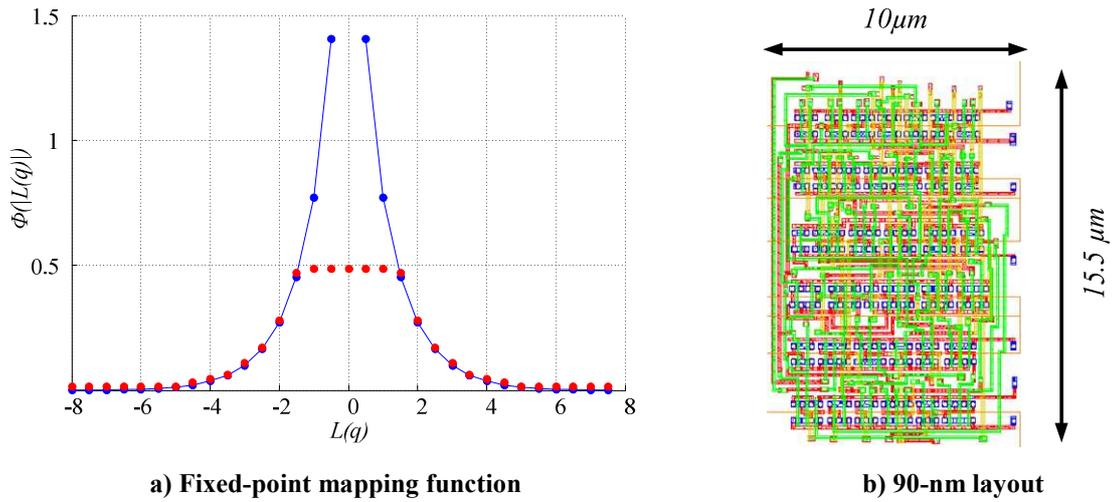 1.5
1
0.5
Φ(|L(q)|)
-8 -6 -4 -2 0 2 4 6 8
L(q)
a) Fixed-point mapping function
10μm
15.5 μm
b) 90-nm layout